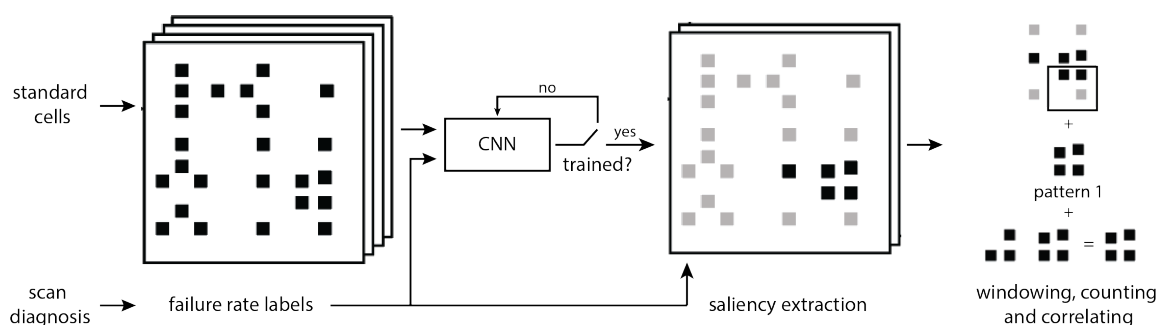 standard
cells
no
CNN
yes
trained?
+
pattern 1
+
=
scan
diagnosis
failure rate labels
saliency extraction
windowing, counting
and correlating